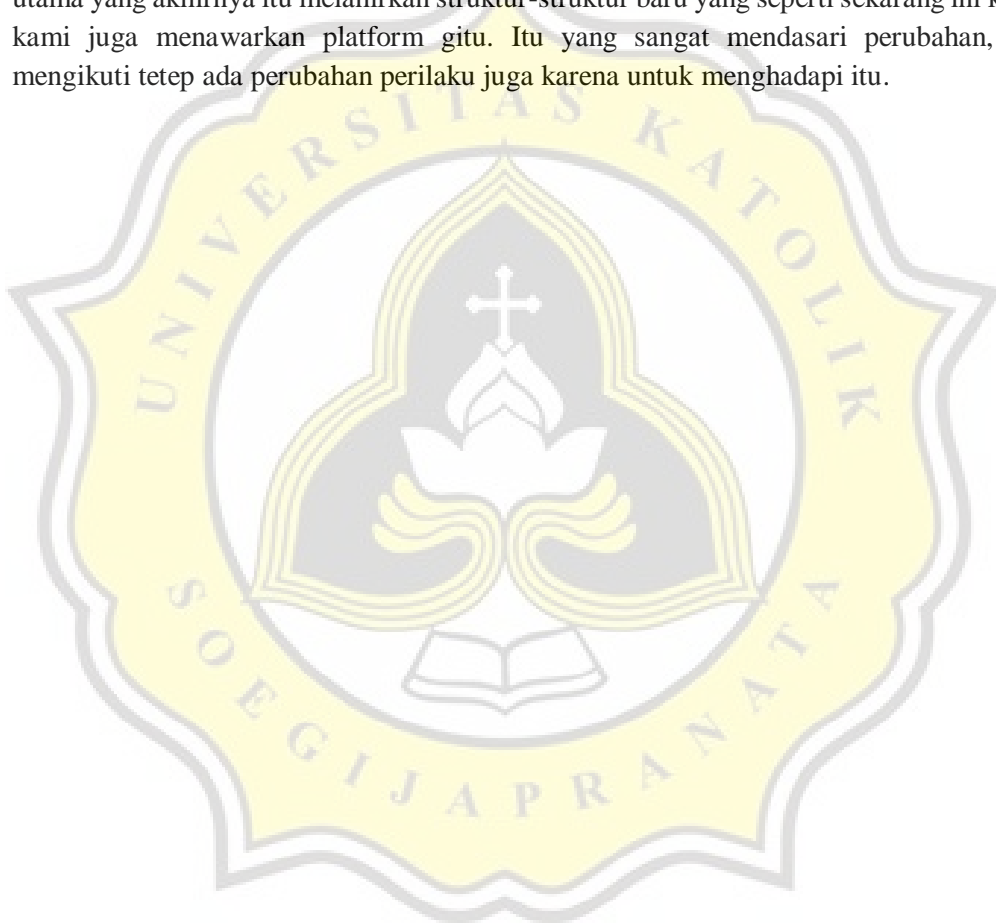 utama yang akhirnya itu melahirkan struktur-struktur baru yang seperti sekarang ini
kami juga menawarkan platform gitu. Itu yang sangat mendasari perubahan,
mengikuti tetep ada perubahan perilaku juga karena untuk menghadapi itu.
UNIVERSITAS KATOLIK
SOEGIJAPRANATA